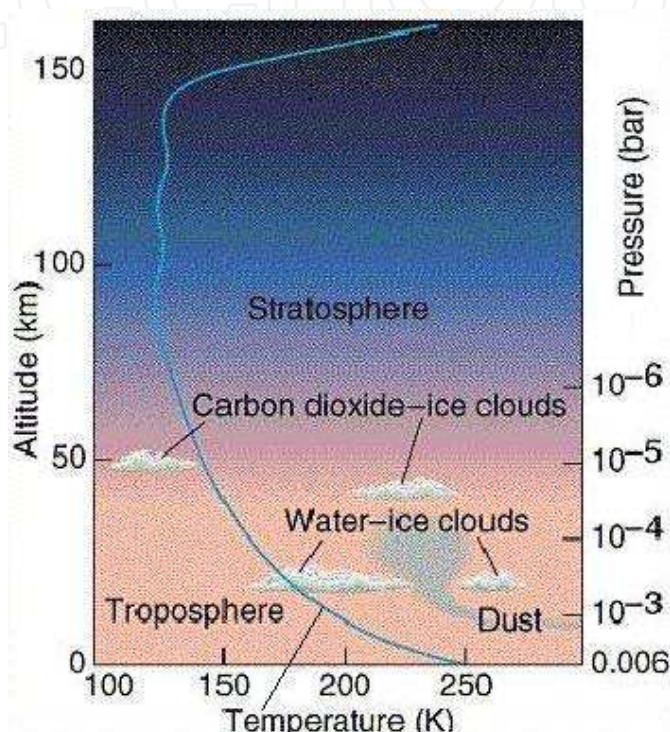 150
100
50
0
Altitude (km)
Stratosphere
Carbon dioxide–ice clouds
Water–ice clouds
Troposphere
Dust
100
150
200
250
Temperature (K)
Pressure (bar)
10⁻⁶
10⁻⁵
10⁻⁴
10⁻³
0.006